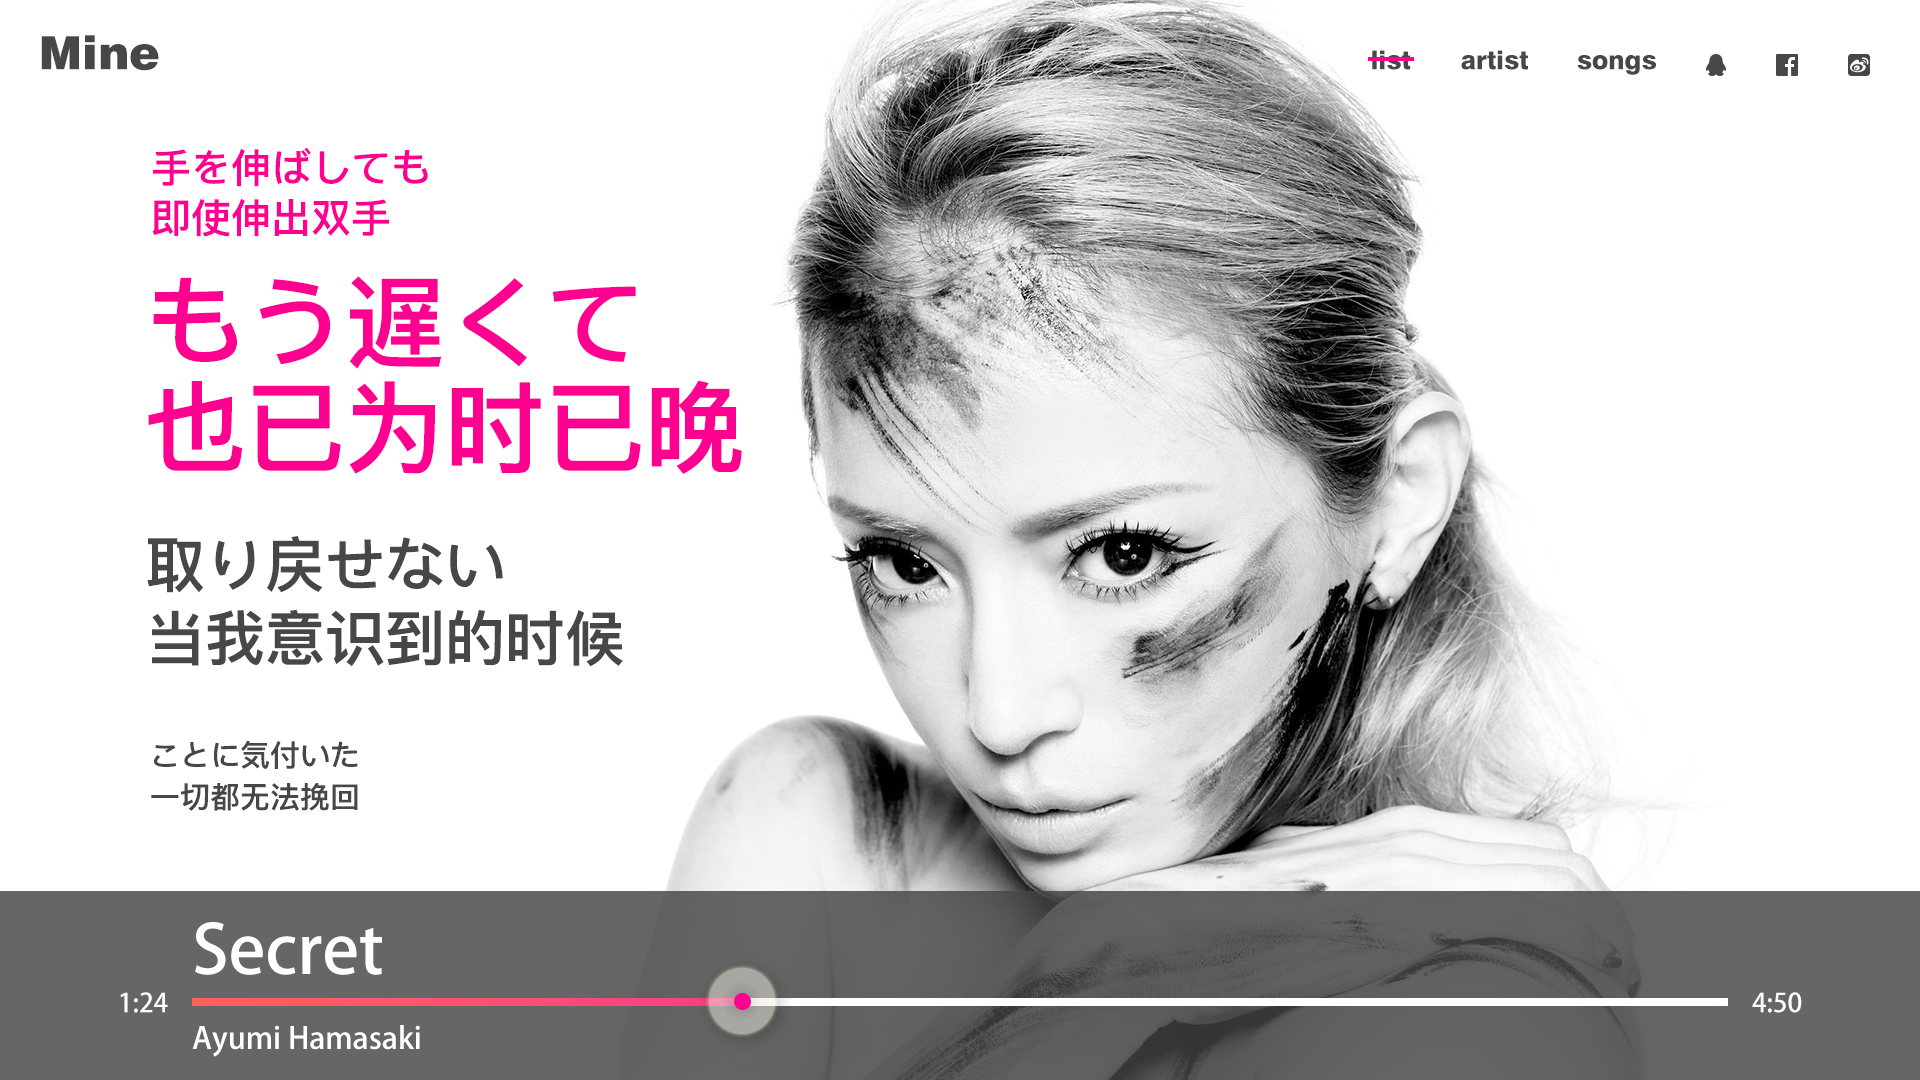 Mine
list
artist
songs
手を伸ばしても
即使伸出双手
もう遅くて
也已为时已晚
取り戻せない
当我意识到的时候
ことに気付いた
一切都无法挽回
Secret
1:24
4:50
Ayumi Hamasaki